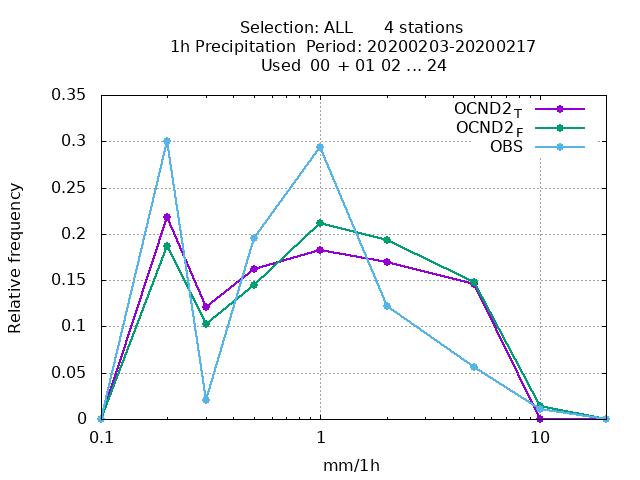 Selection: ALL      4 stations
1h Precipitation  Period: 20200203-20200217
Used  00  + 01 02 ... 24
0.35
0.3
0.25
0.2
0.15
0.1
0.05
0
Relative frequency
OCND2_T
OCND2_F
OBS
0.1 1 10
mm/1h